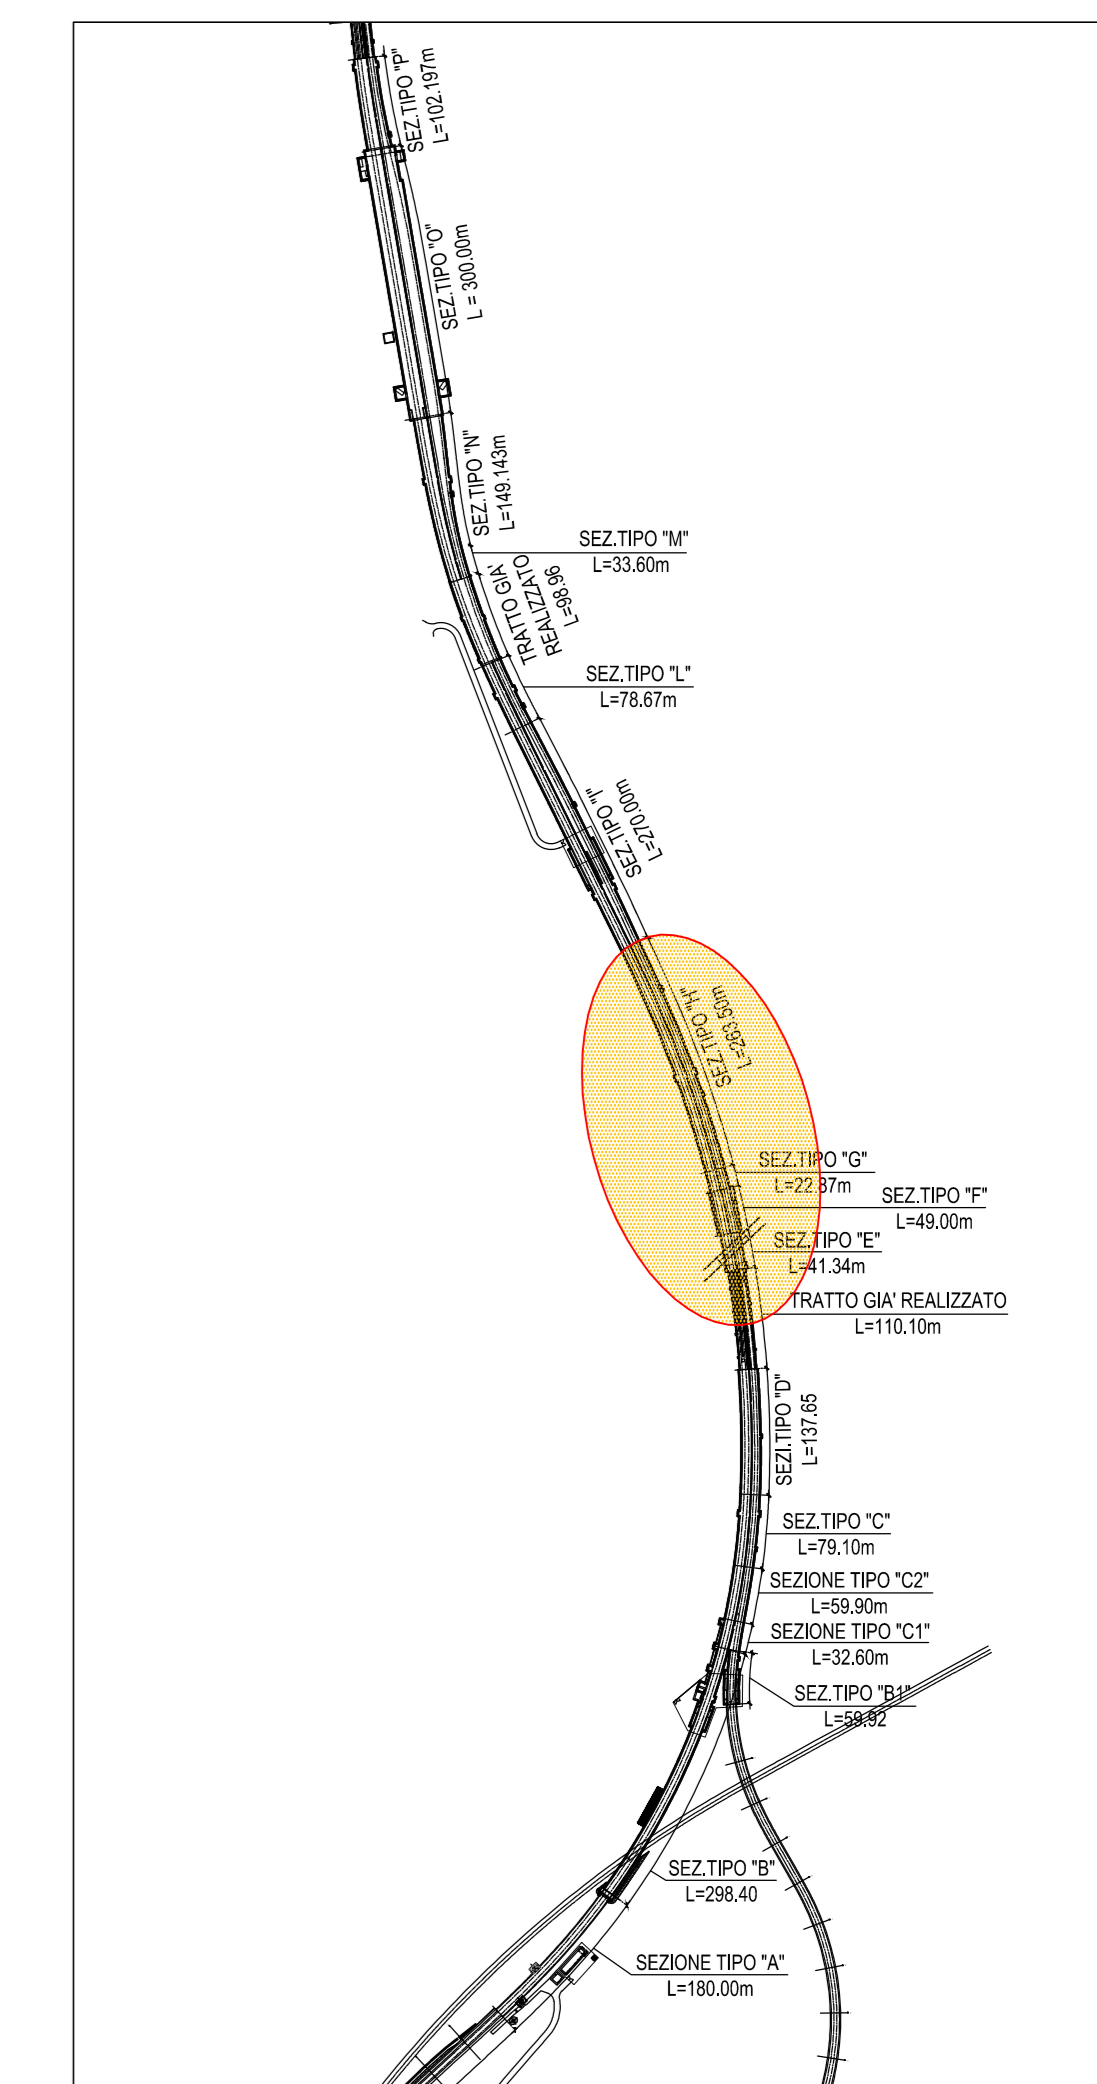 SEZ.TIPO "P"
L=102.197m
SEZ.TIPO "O"
L = 300.00m
SEZ.TIPO "N"
L=149.143m
SEZ.TIPO "M"
L=33.60m
TRATTO GIA'
REALIZZATO
L=98.96
SEZ.TIPO "L"
L=78.67m
SEZ.TIPO "I"
L=270.00m
SEZ.TIPO "H"
L=263.50m
SEZ.TIPO "G"
L=22.87m
SEZ.TIPO "F"
L=49.00m
SEZ.TIPO "E"
L=41.34m
TRATTO GIA' REALIZZATO
L=110.10m
SEZI.TIPO "D"
L=137.65
SEZ.TIPO "C"
L=79.10m
SEZIONE TIPO "C2"
L=59.90m
SEZIONE TIPO "C1"
L=32.60m
SEZ.TIPO "B1"
L=59.92
SEZ.TIPO "B"
L=298.40
SEZIONE TIPO "A"
L=180.00m